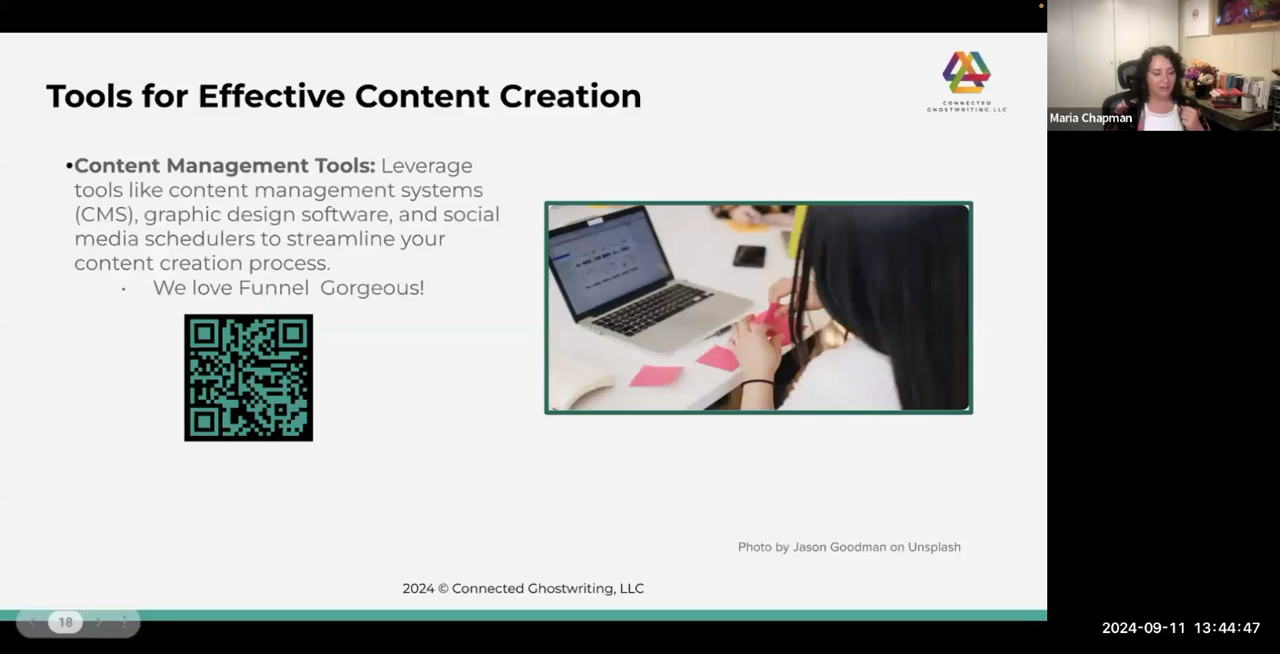 Tools for Effective Content Creation
CONNECTED
GHOSTWRITING, LLC
Maria Chapman
•Content Management Tools: Leverage
tools like content management systems
(CMS), graphic design software, and social
media schedulers to streamline your
content creation process.
· We love Funnel Gorgeous!
Photo by Jason Goodman on Unsplash
2024 © Connected Ghostwriting, LLC
18
2024-09-11 13:44:47